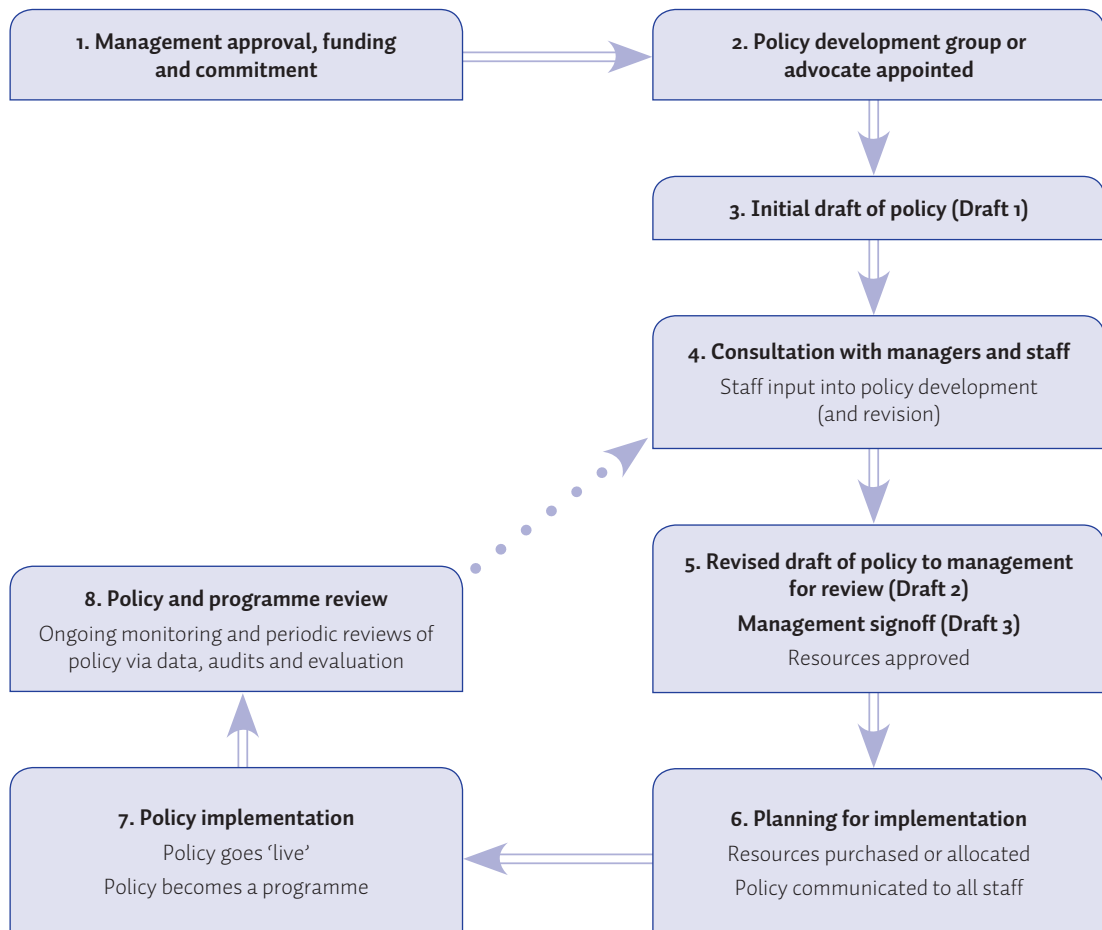 1. Management approval, funding
and commitment
2. Policy development group or
advocate appointed
3. Initial draft of policy (Draft 1)
4. Consultation with managers and staff
Staff input into policy development
(and revision)
5. Revised draft of policy to management
for review (Draft 2)
Management signoff (Draft 3)
Resources approved
6. Planning for implementation
Resources purchased or allocated
Policy communicated to all staff
7. Policy implementation
Policy goes ‘live’
Policy becomes a programme
8. Policy and programme review
Ongoing monitoring and periodic reviews of
policy via data, audits and evaluation